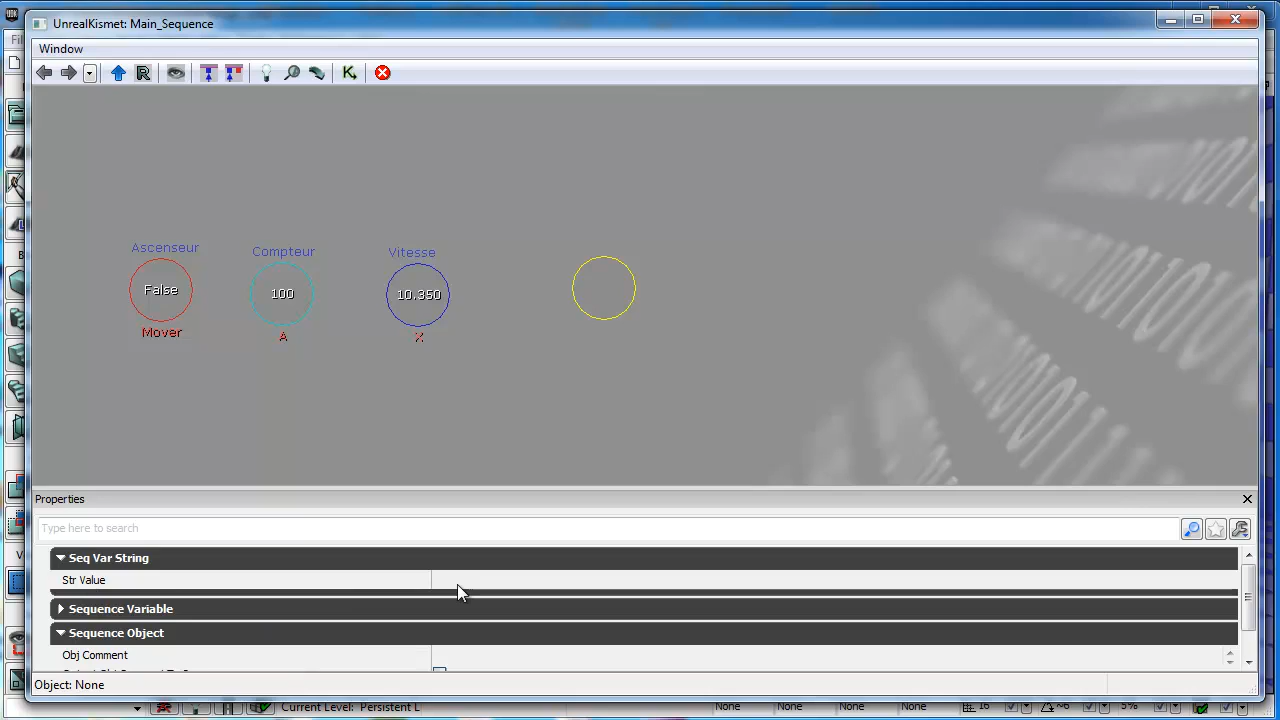 UnrealKismet: Main_Sequence
Window
Ascenseur
Compteur
Vitesse
False
100
10.350
Mover
A
X
Properties
Type here to search
Seq Var String
Str Value
Sequence Variable
Sequence Object
Obj Comment
Object: None
Current Level: Persistent L
None
None
None
None
16
5%